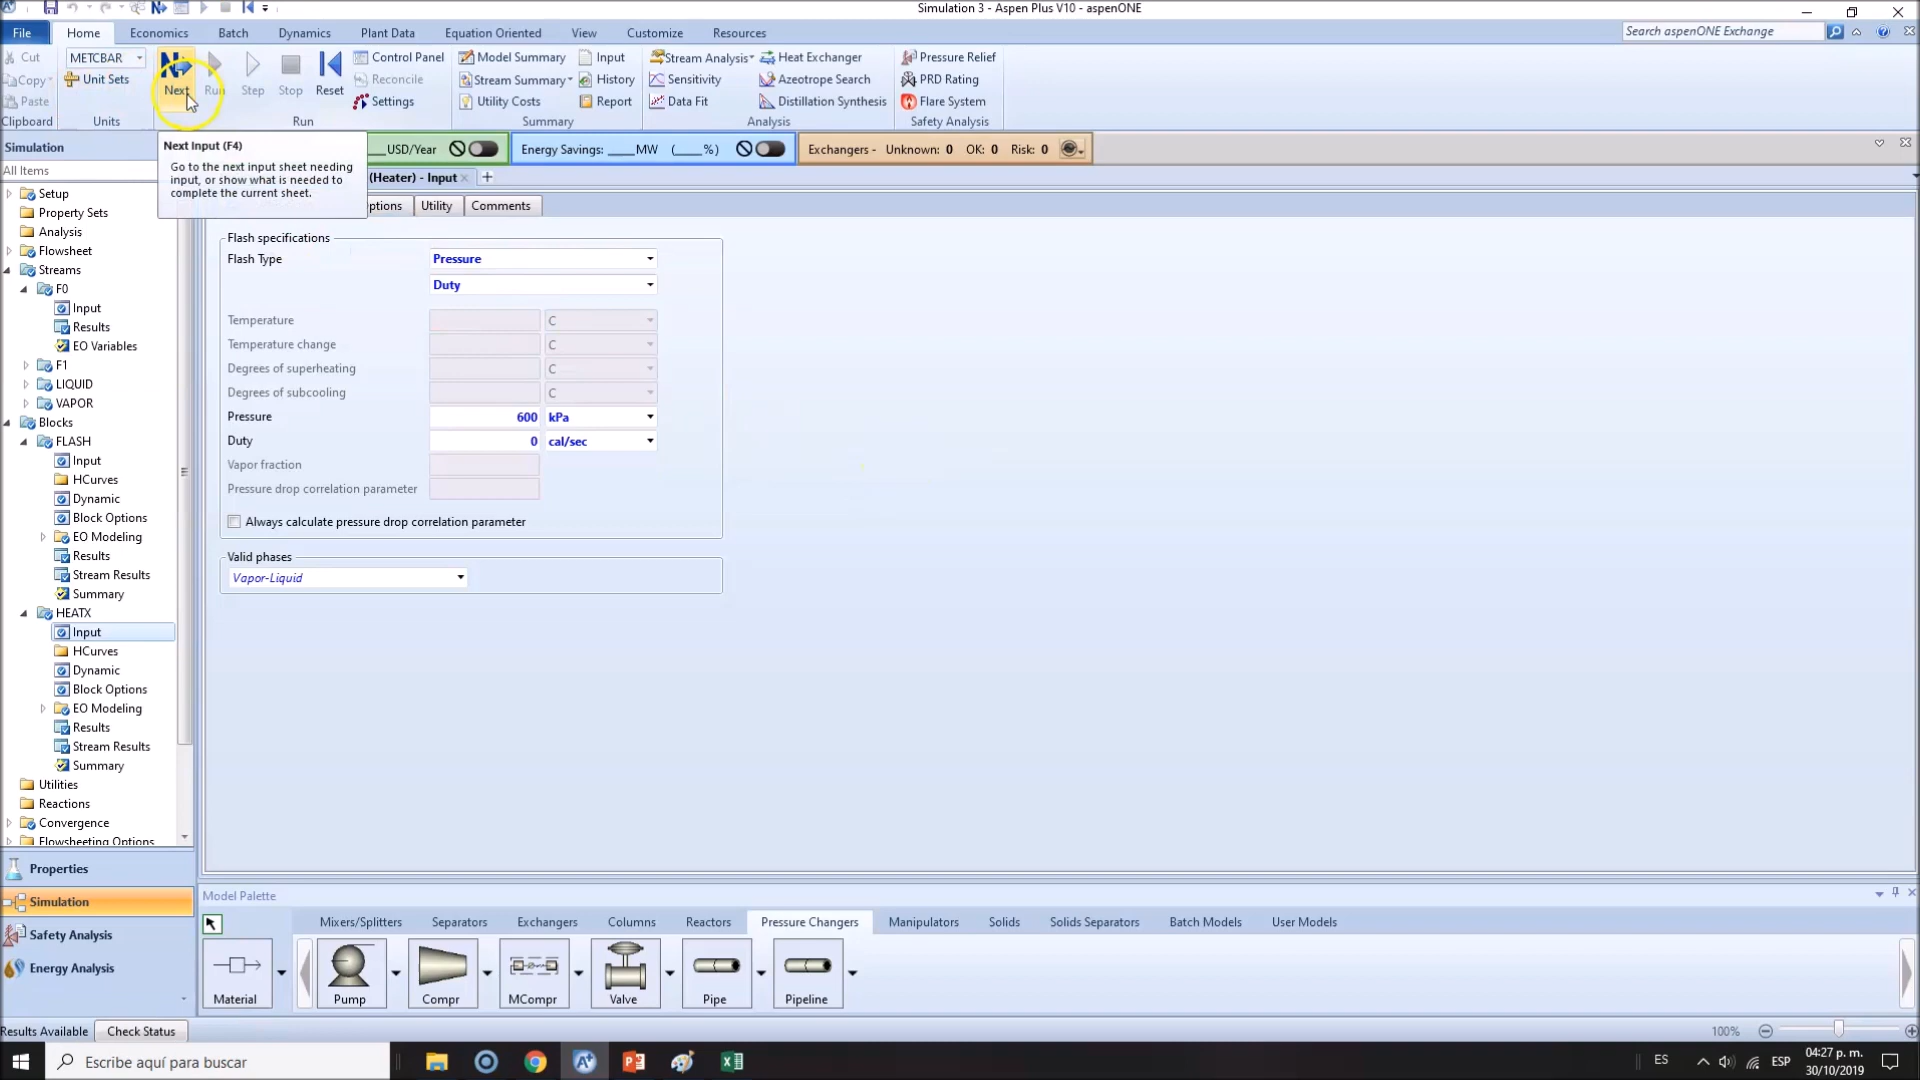 Simulation 3 - Aspen Plus V10 - aspenONE
File Home Economics Batch Dynamics Plant Data Equation Oriented View Customize Resources Search aspenONE Exchange
Cut METCBAR Control Panel Model Summary Input Stream Analysis Heat Exchanger Pressure Relief
Copy Unit Sets Next Run Step Stop Reset Reconcile Stream Summary History Sensitivity Azeotrope Search PRD Rating
Paste Settings Utility Costs Report Data Fit Distillation Synthesis Flare System
Clipboard Units Run Summary Analysis Safety Analysis
Simulation
Next Input (F4)
Go to the next input sheet needing
input, or show what is needed to
complete the current sheet.
USD/Year Energy Savings: ____MW (____%) Exchangers - Unknown: 0 OK: 0 Risk: 0
All Items
(Heater) - Input
ptions Utility Comments
Setup
Property Sets
Analysis
Flowsheet
Streams
F0
Input
Results
EO Variables
F1
LIQUID
VAPOR
Blocks
FLASH
Input
HCurves
Dynamic
Block Options
EO Modeling
Results
Stream Results
Summary
HEATX
Input
HCurves
Dynamic
Block Options
EO Modeling
Results
Stream Results
Summary
Utilities
Reactions
Convergence
Flowsheeting Options
Flash specifications
Flash Type Pressure
Duty
Temperature C
Temperature change C
Degrees of superheating C
Degrees of subcooling C
Pressure 600 kPa
Duty 0 cal/sec
Vapor fraction
Pressure drop correlation parameter
Always calculate pressure drop correlation parameter
Valid phases
Vapor-Liquid
Properties
Simulation
Safety Analysis
Energy Analysis
Model Palette
Mixers/Splitters Separators Exchangers Columns Reactors Pressure Changers Manipulators Solids Solids Separators Batch Models User Models
Material Pump Compr MCompr Valve Pipe Pipeline
Results Available Check Status 100%
Escribe aquí para buscar ES ESP 04:27 p. m.
30/10/2019